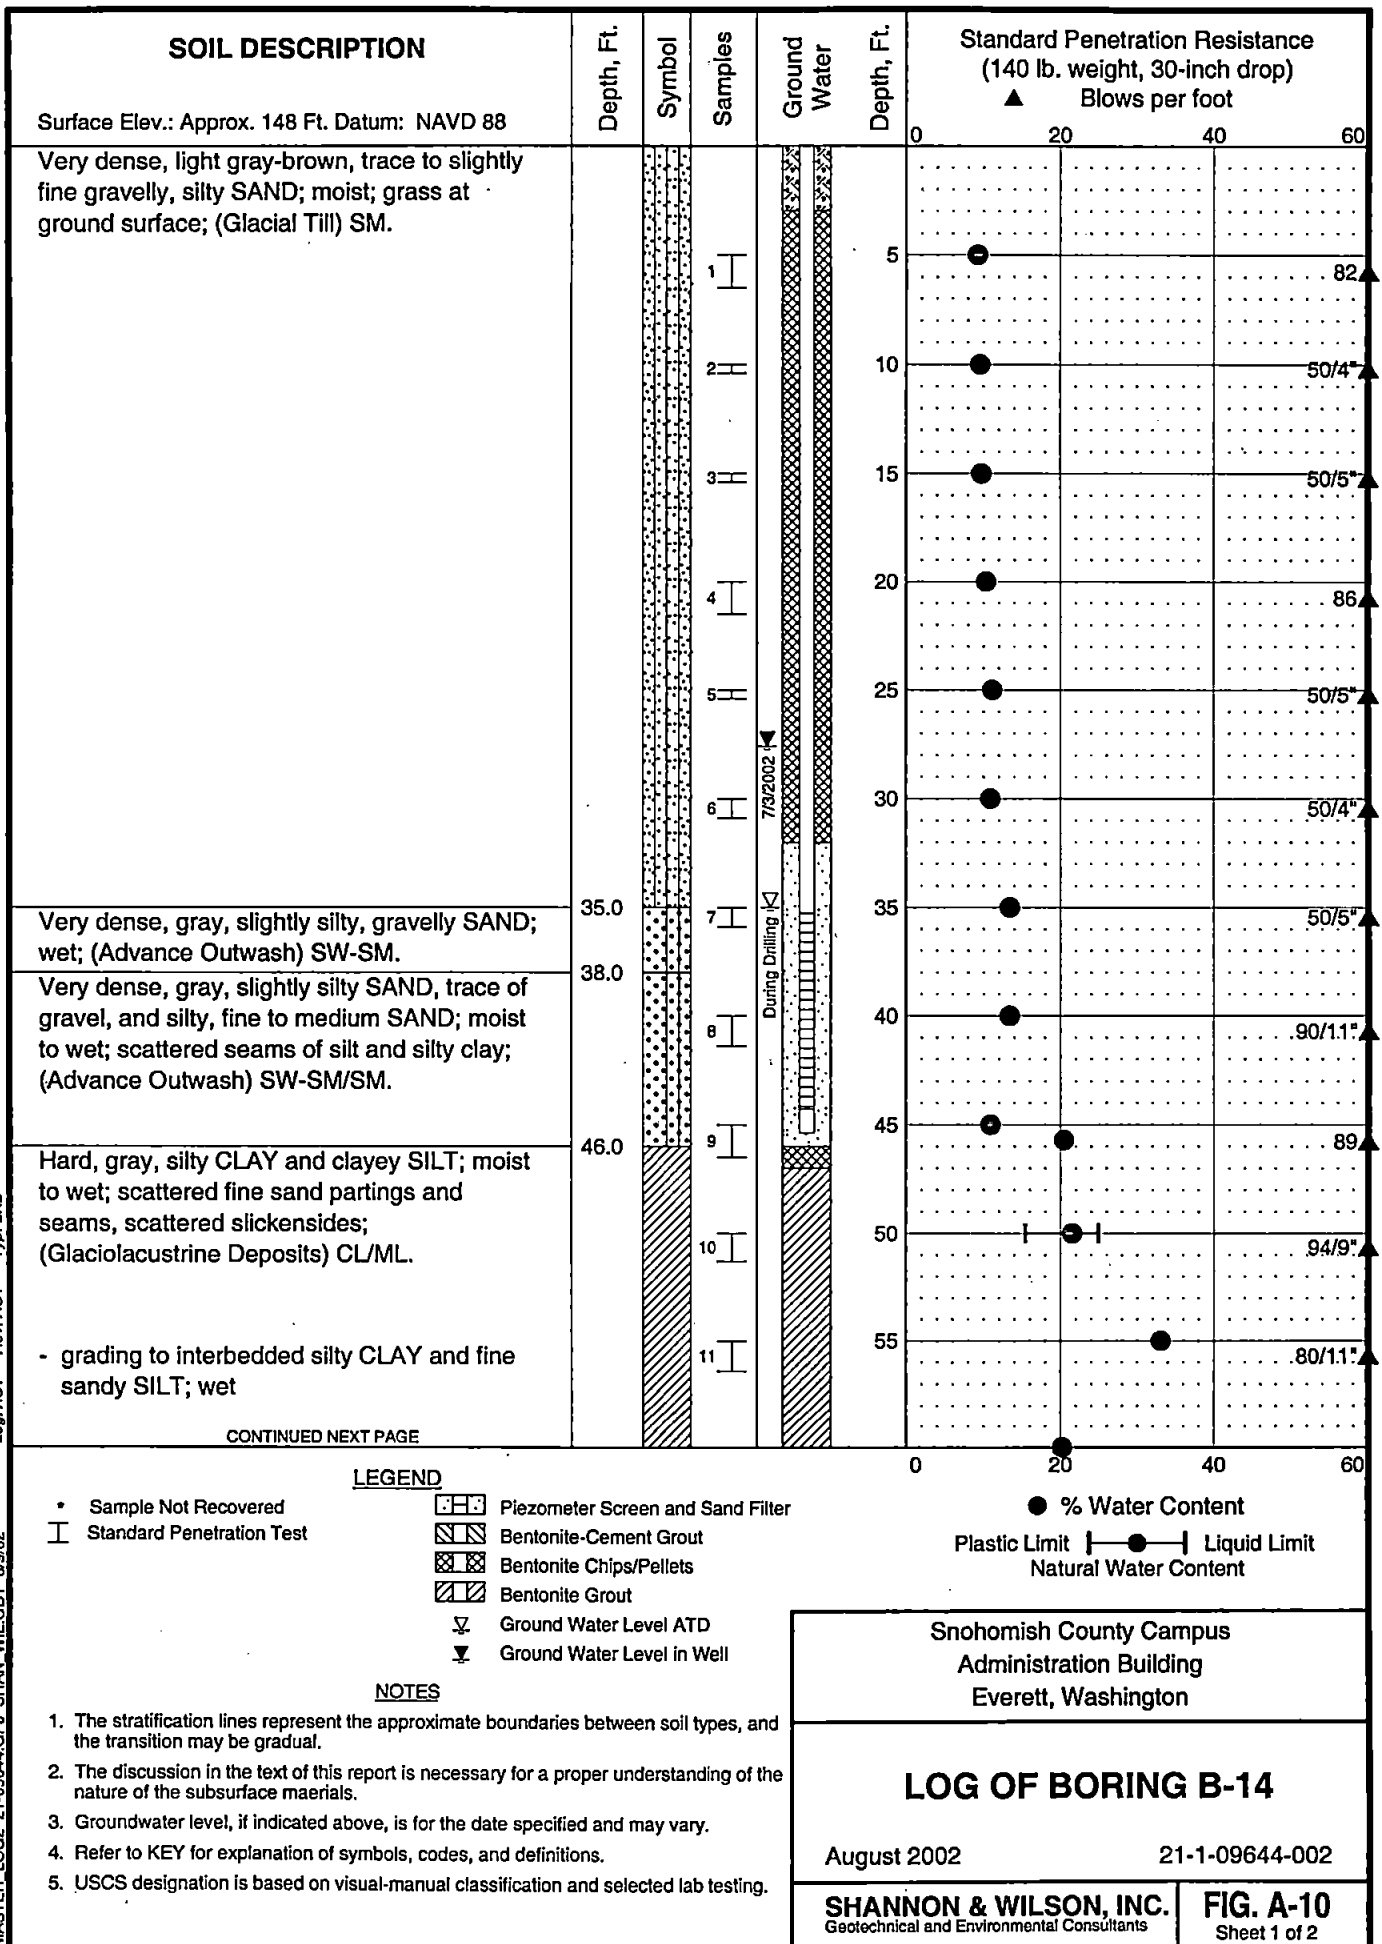 SOIL DESCRIPTION
Surface Elev.: Approx. 148 Ft. Datum: NAVD 88
Depth, Ft.
Symbol
Samples
Ground
Water
Depth, Ft.
Standard Penetration Resistance
(140 lb. weight, 30-inch drop)
▲ Blows per foot
0 20 40 60
Very dense, light gray-brown, trace to slightly
fine gravelly, silty SAND; moist; grass at
ground surface; (Glacial Till) SM.
1
5
82
2
10
50/4"
3
15
50/5"
4
20
86
5
25
50/5"
7/3/2002
6
30
50/4"
35.0
Very dense, gray, slightly silty, gravelly SAND;
wet; (Advance Outwash) SW-SM.
7
During Drilling
35
50/5"
38.0
Very dense, gray, slightly silty SAND, trace of
gravel, and silty, fine to medium SAND; moist
to wet; scattered seams of silt and silty clay;
(Advance Outwash) SW-SM/SM.
8
40
90/11"
9
45
89
46.0
Hard, gray, silty CLAY and clayey SILT; moist
to wet; scattered fine sand partings and
seams, scattered slickensides;
(Glaciolacustrine Deposits) CL/ML.
10
50
94/9"
- grading to interbedded silty CLAY and fine
sandy SILT; wet
11
55
80/11"
CONTINUED NEXT PAGE
0 20 40 60
LEGEND
* Sample Not Recovered
Standard Penetration Test
Piezometer Screen and Sand Filter
Bentonite-Cement Grout
Bentonite Chips/Pellets
Bentonite Grout
Ground Water Level ATD
Ground Water Level in Well
● % Water Content
Plastic Limit Liquid Limit
Natural Water Content
NOTES
1. The stratification lines represent the approximate boundaries between soil types, and
the transition may be gradual.
2. The discussion in the text of this report is necessary for a proper understanding of the
nature of the subsurface maerials.
3. Groundwater level, if indicated above, is for the date specified and may vary.
4. Refer to KEY for explanation of symbols, codes, and definitions.
5. USCS designation is based on visual-manual classification and selected lab testing.
Snohomish County Campus
Administration Building
Everett, Washington
LOG OF BORING B-14
August 2002 21-1-09644-002
SHANNON & WILSON, INC.
Geotechnical and Environmental Consultants
FIG. A-10
Sheet 1 of 2